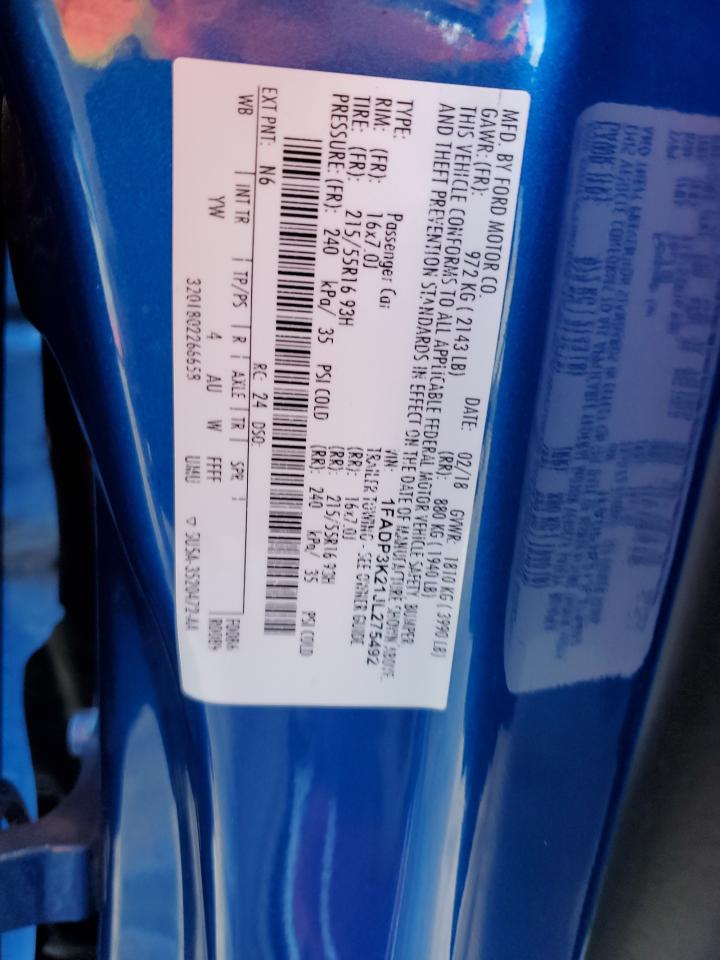 MFD. BY FORD MOTOR CO.
DATE: 02/18 GVWR: 1810 KG ( 3990 LB)
GAWR: (FR): 972 KG ( 2143 LB) (RR): 880 KG ( 1940 LB)
THIS VEHICLE CONFORMS TO ALL APPLICABLE FEDERAL MOTOR VEHICLE SAFETY, BUMPER
AND THEFT PREVENTION STANDARDS IN EFFECT ON THE DATE OF MANUFACTURE SHOWN ABOVE.
VIN: 1FADP3K21JL275492
TYPE: Passenger Car TRAILER TOWING - SEE OWNER GUIDE
RIM: (FR): 16x7.0J (RR): 16x7.0J
TIRE: (FR): 215/55R16 93H (RR): 215/55R16 93H
PRESSURE: (FR): 240 kPa/ 35 PSI COLD (RR): 240 kPa/ 35 PSI COLD
EXT PNT: N6 RC: 24 DSO:
WB | INT TR | TP/PS | R | AXLE | TR | SPR |
YW 4 AU W FFFF
3201802266659 UMU